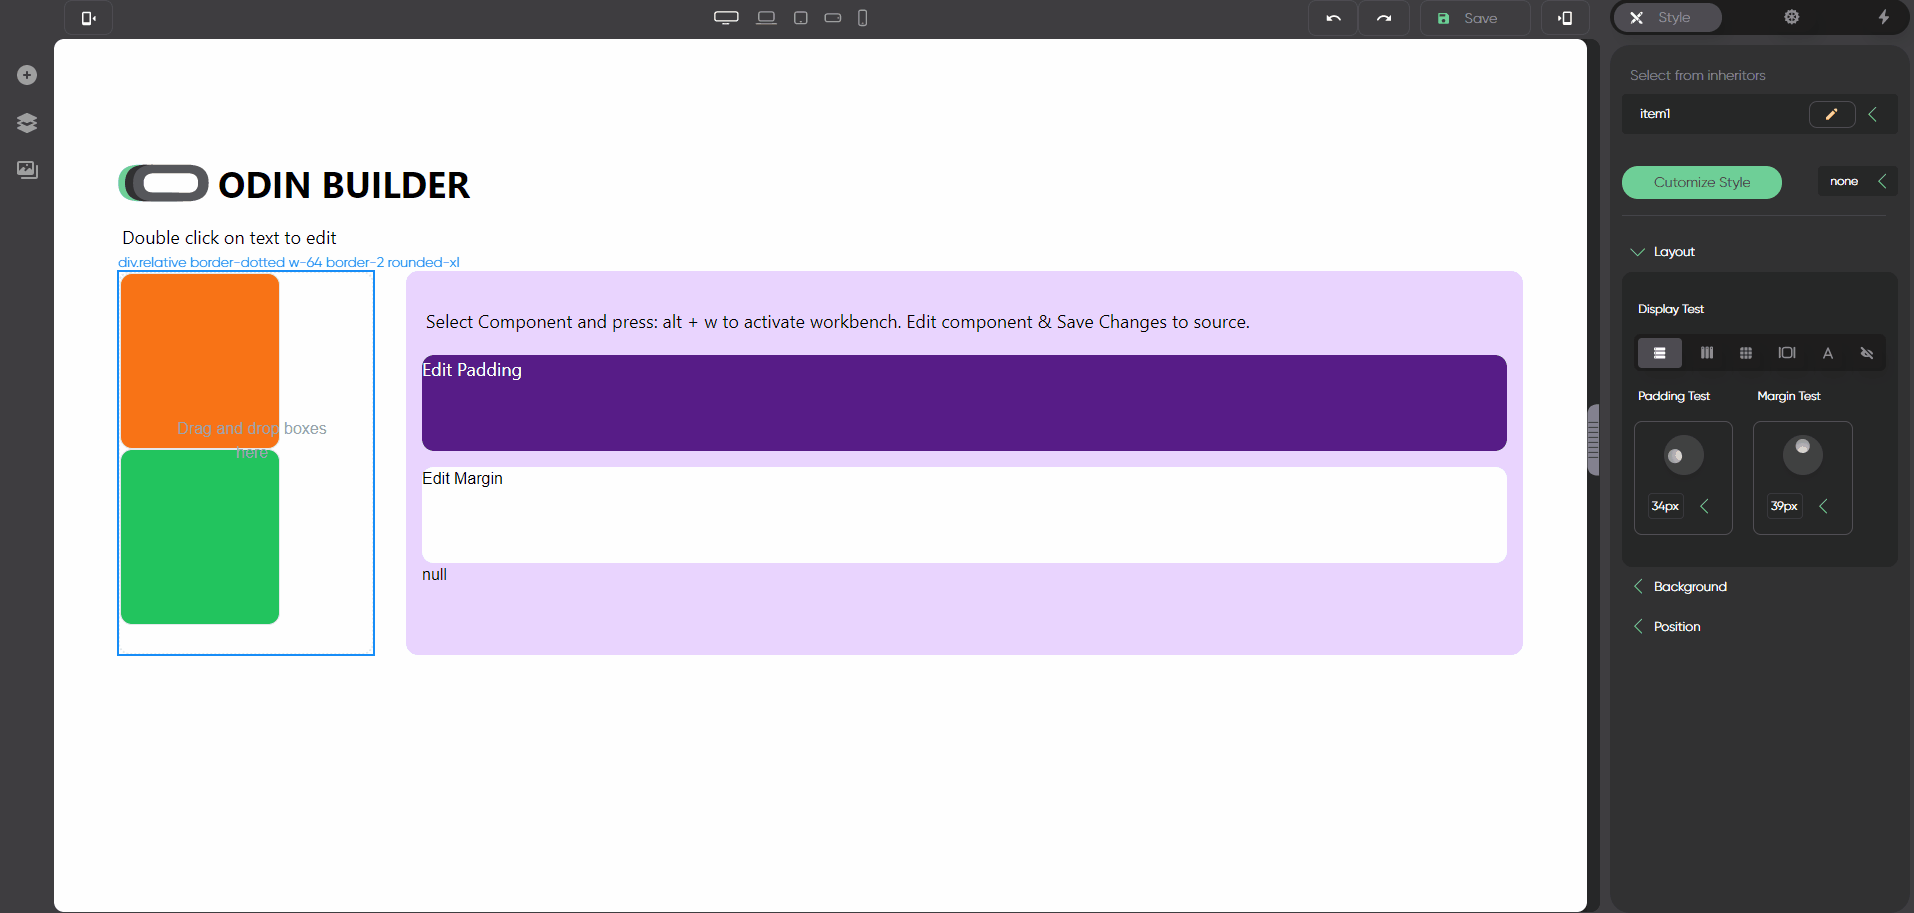 Save
Style
Select from inheritors
item1
Cutomize Style
none
Layout
Display Test
A
Padding Test
Margin Test
34px
39px
Background
Position
ODIN BUILDER
Double click on text to edit
div.relative border-dotted w-64 border-2 rounded-xl
Drag and drop boxes
here
Select Component and press: alt + w to activate workbench. Edit component & Save Changes to source.
Edit Padding
Edit Margin
null